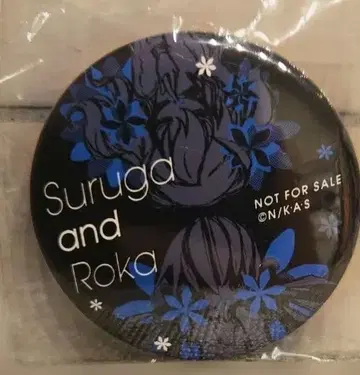 Suruga
and
Roka
NOT FOR SALE
©N/K·A·S